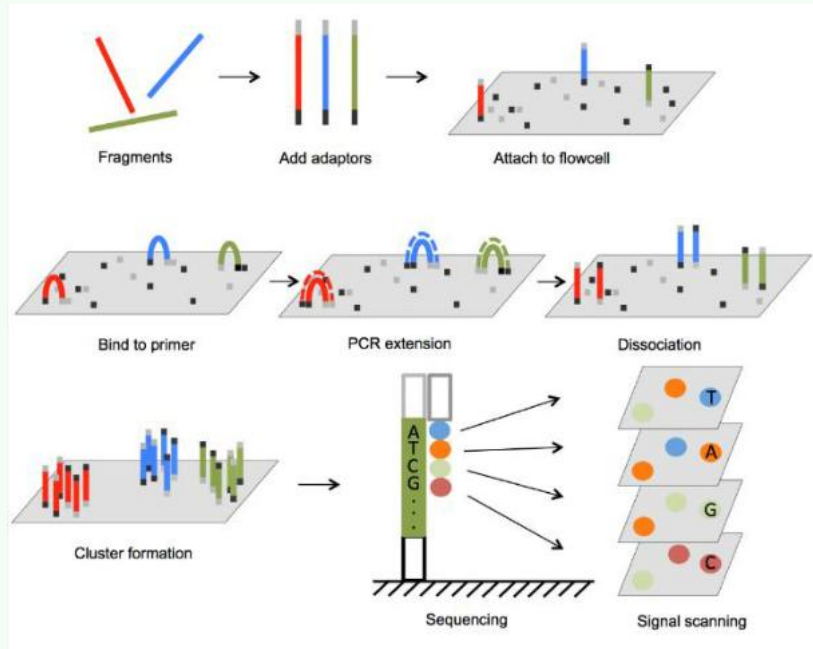 Fragments
Add adaptors
Attach to flowcell
Bind to primer
PCR extension
Dissociation
Cluster formation
A
T
C
G
.
.
.
Sequencing
T
A
G
C
Signal scanning